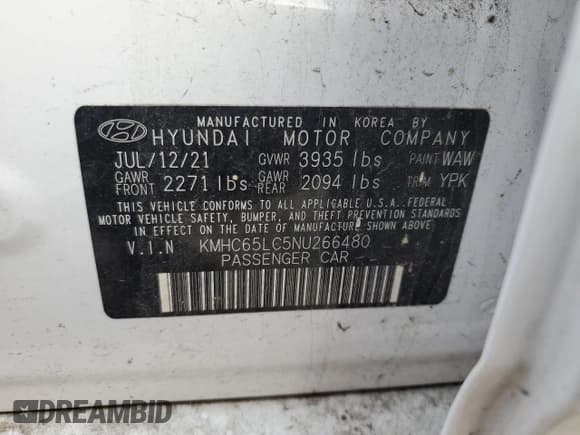 MANUFACTURED IN KOREA BY
HYUNDAI MOTOR COMPANY
JUL/12/21 GVWR 3935 lbs PAINT WAW
GAWR FRONT 2271 lbs GAWR REAR 2094 lbs TRIM YPK
THIS VEHICLE CONFORMS TO ALL APPLICABLE U.S.A. FEDERAL
MOTOR VEHICLE SAFETY, BUMPER, AND THEFT PREVENTION STANDARDS
IN EFFECT ON THE DATE OF MANUFACTURE SHOWN ABOVE.
V.I.N KMHC65LC5NU266480
PASSENGER CAR
DREAMBID